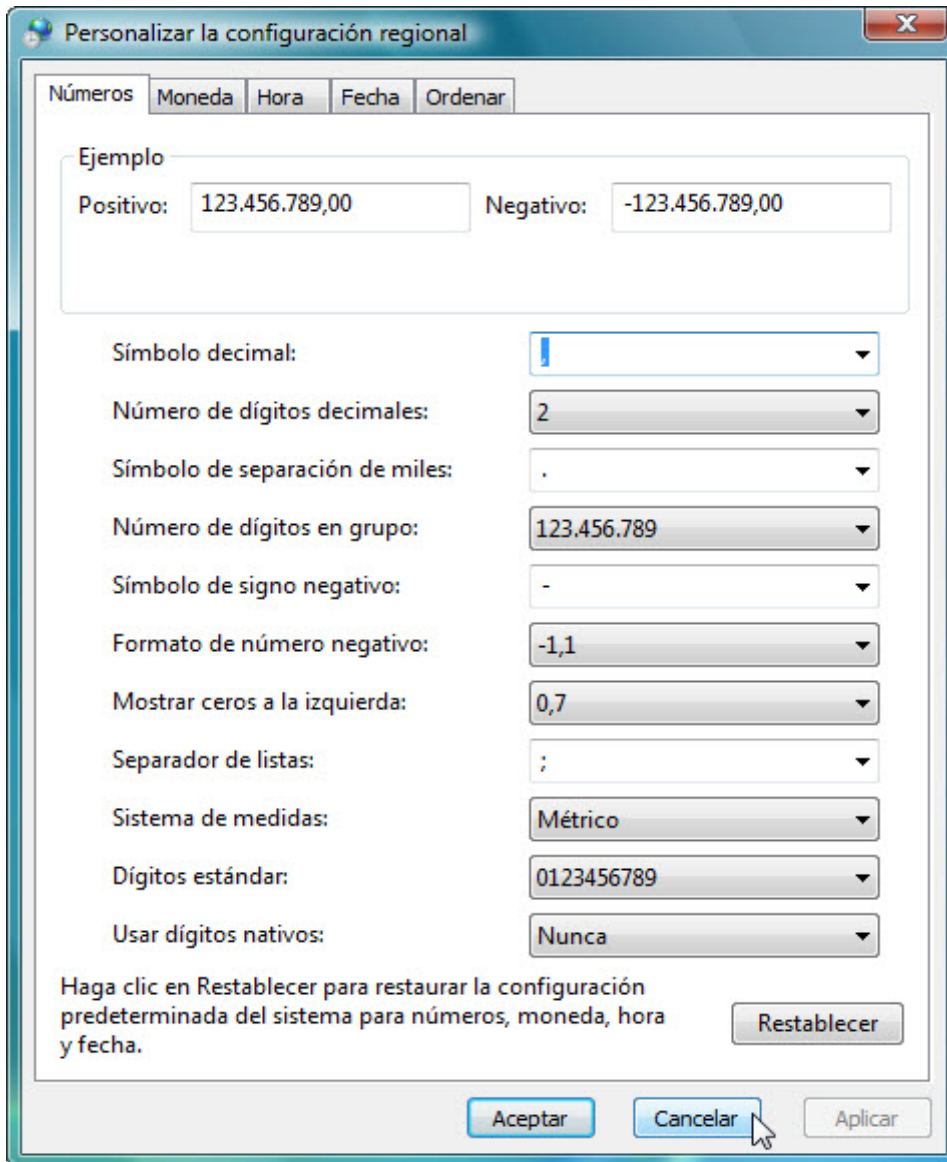 Personalizar la configuración regional
Números Moneda Hora Fecha Ordenar
Ejemplo
Positivo: 123.456.789,00 Negativo: -123.456.789,00
Símbolo decimal: ,
Número de dígitos decimales: 2
Símbolo de separación de miles: .
Número de dígitos en grupo: 123.456.789
Símbolo de signo negativo: -
Formato de número negativo: -1,1
Mostrar ceros a la izquierda: 0,7
Separador de listas: ;
Sistema de medidas: Métrico
Dígitos estándar: 0123456789
Usar dígitos nativos: Nunca
Haga clic en Restablecer para restaurar la configuración
predeterminada del sistema para números, moneda, hora
y fecha.
Restablecer
Aceptar Cancelar Aplicar